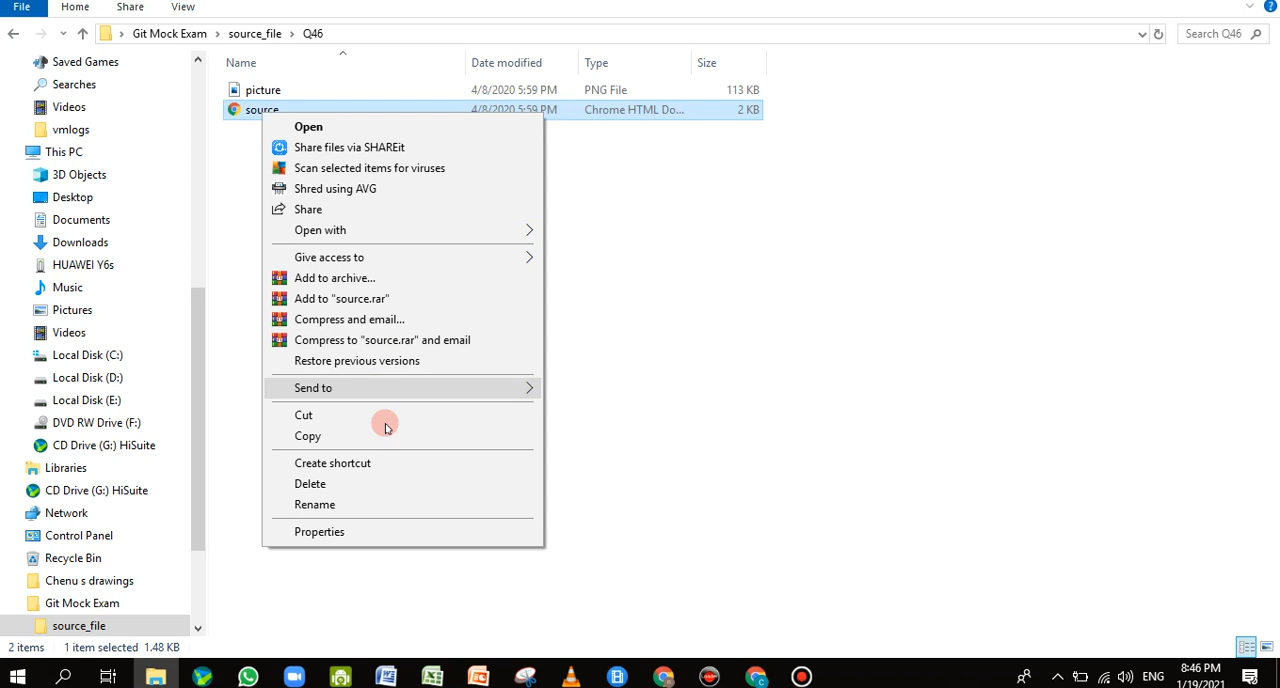 File Home Share View
Git Mock Exam source_file Q46
Search Q46
Name Date modified Type Size
picture 4/8/2020 5:59 PM PNG File 113 KB
source 4/8/2020 5:59 PM Chrome HTML Do... 2 KB
Saved Games
Searches
Videos
vmlogs
This PC
3D Objects
Desktop
Documents
Downloads
HUAWEI Y6s
Music
Pictures
Videos
Local Disk (C:)
Local Disk (D:)
Local Disk (E:)
DVD RW Drive (F:)
CD Drive (G:) HiSuite
Libraries
CD Drive (G:) HiSuite
Network
Control Panel
Recycle Bin
Chenu s drawings
Git Mock Exam
source_file
Open
Share files via SHAREit
Scan selected items for viruses
Shred using AVG
Share
Open with
Give access to
Add to archive...
Add to "source.rar"
Compress and email...
Compress to "source.rar" and email
Restore previous versions
Send to
Cut
Copy
Create shortcut
Delete
Rename
Properties
2 items 1 item selected 1.48 KB
ENG
8:46 PM
1/19/2021